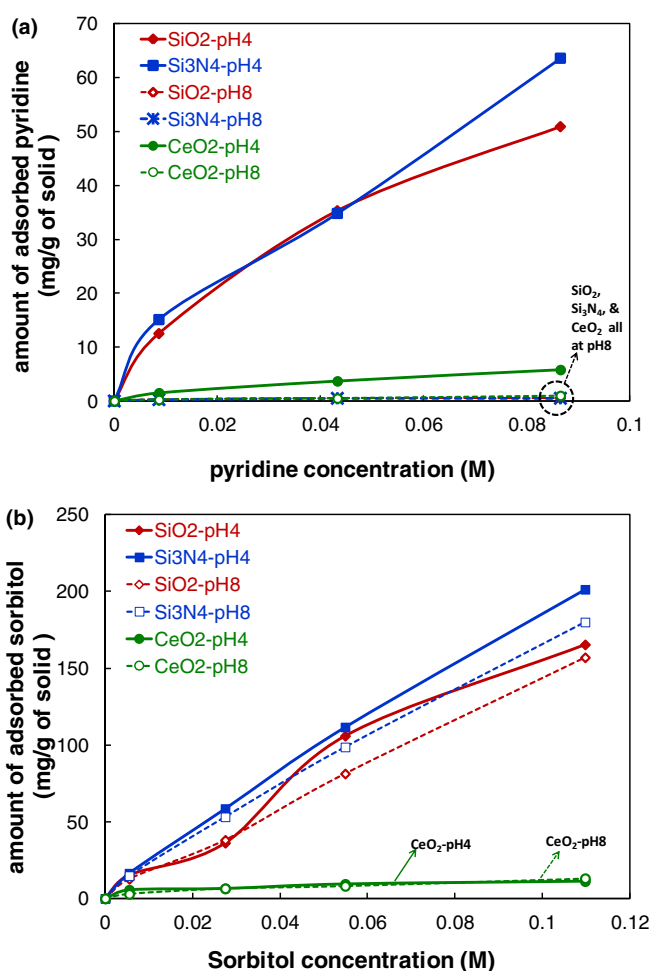 (a)
70
60
50
40
30
20
10
0
amount of adsorbed pyridine
(mg/g of solid)
SiO2-pH4
Si3N4-pH4
SiO2-pH8
Si3N4-pH8
CeO2-pH4
CeO2-pH8
SiO₂,
Si₃N₄, &
CeO₂ all
at pH8
0 0.02 0.04 0.06 0.08 0.1
pyridine concentration (M)
(b)
250
200
150
100
50
0
amount of adsorbed sorbitol
(mg/g of solid)
SiO2-pH4
Si3N4-pH4
SiO2-pH8
Si3N4-pH8
CeO2-pH4
CeO2-pH8
CeO₂-pH4
CeO₂-pH8
0 0.02 0.04 0.06 0.08 0.1 0.12
Sorbitol concentration (M)